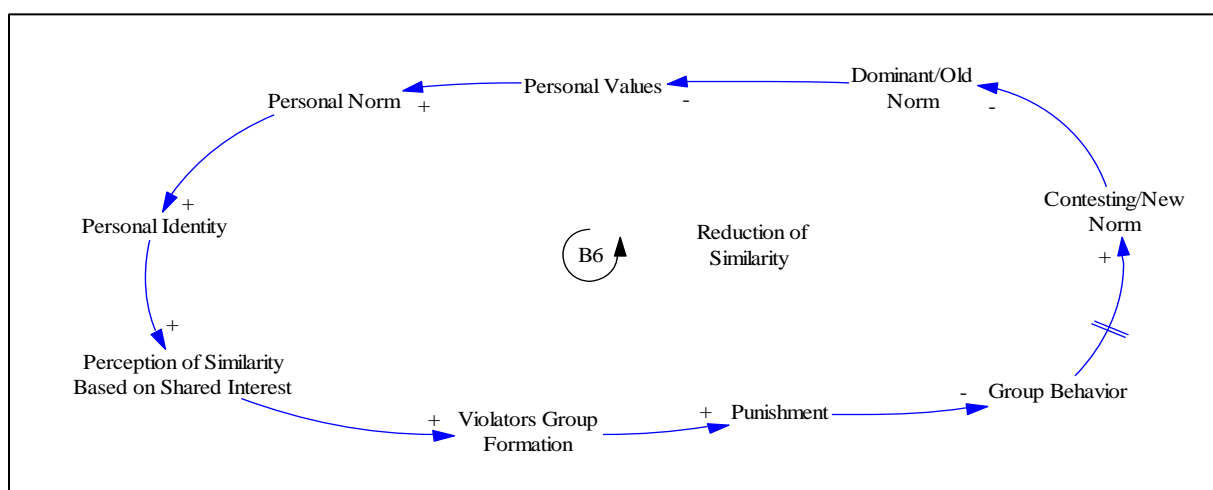 Dominant/Old
Norm
Personal Values
-
-
Personal Norm
+
Contesting/New
Norm
+
Personal Identity
+
Reduction of
Similarity
B6
+
Perception of Similarity
Based on Shared Interest
+
Violators Group
Formation
+
Punishment
-
Group Behavior